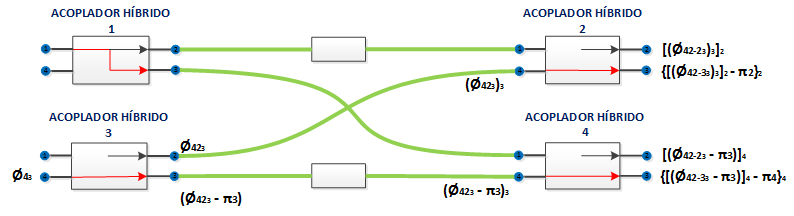 ACOPLADOR HÍBRIDO
1
ACOPLADOR HÍBRIDO
2
[(Ø42-2₃)₃]₂
(Ø42₃)₃
{[(Ø42-3₃)₃]₂ - π₂}₂
ACOPLADOR HÍBRIDO
3
ACOPLADOR HÍBRIDO
4
Ø42₃
[(Ø42-2₃ - π₃)]₄
Ø4₃
(Ø42₃ - π₃)
(Ø42₃ - π₃)₃
{[(Ø42-3₃ - π₃)]₄ - π₄}₄